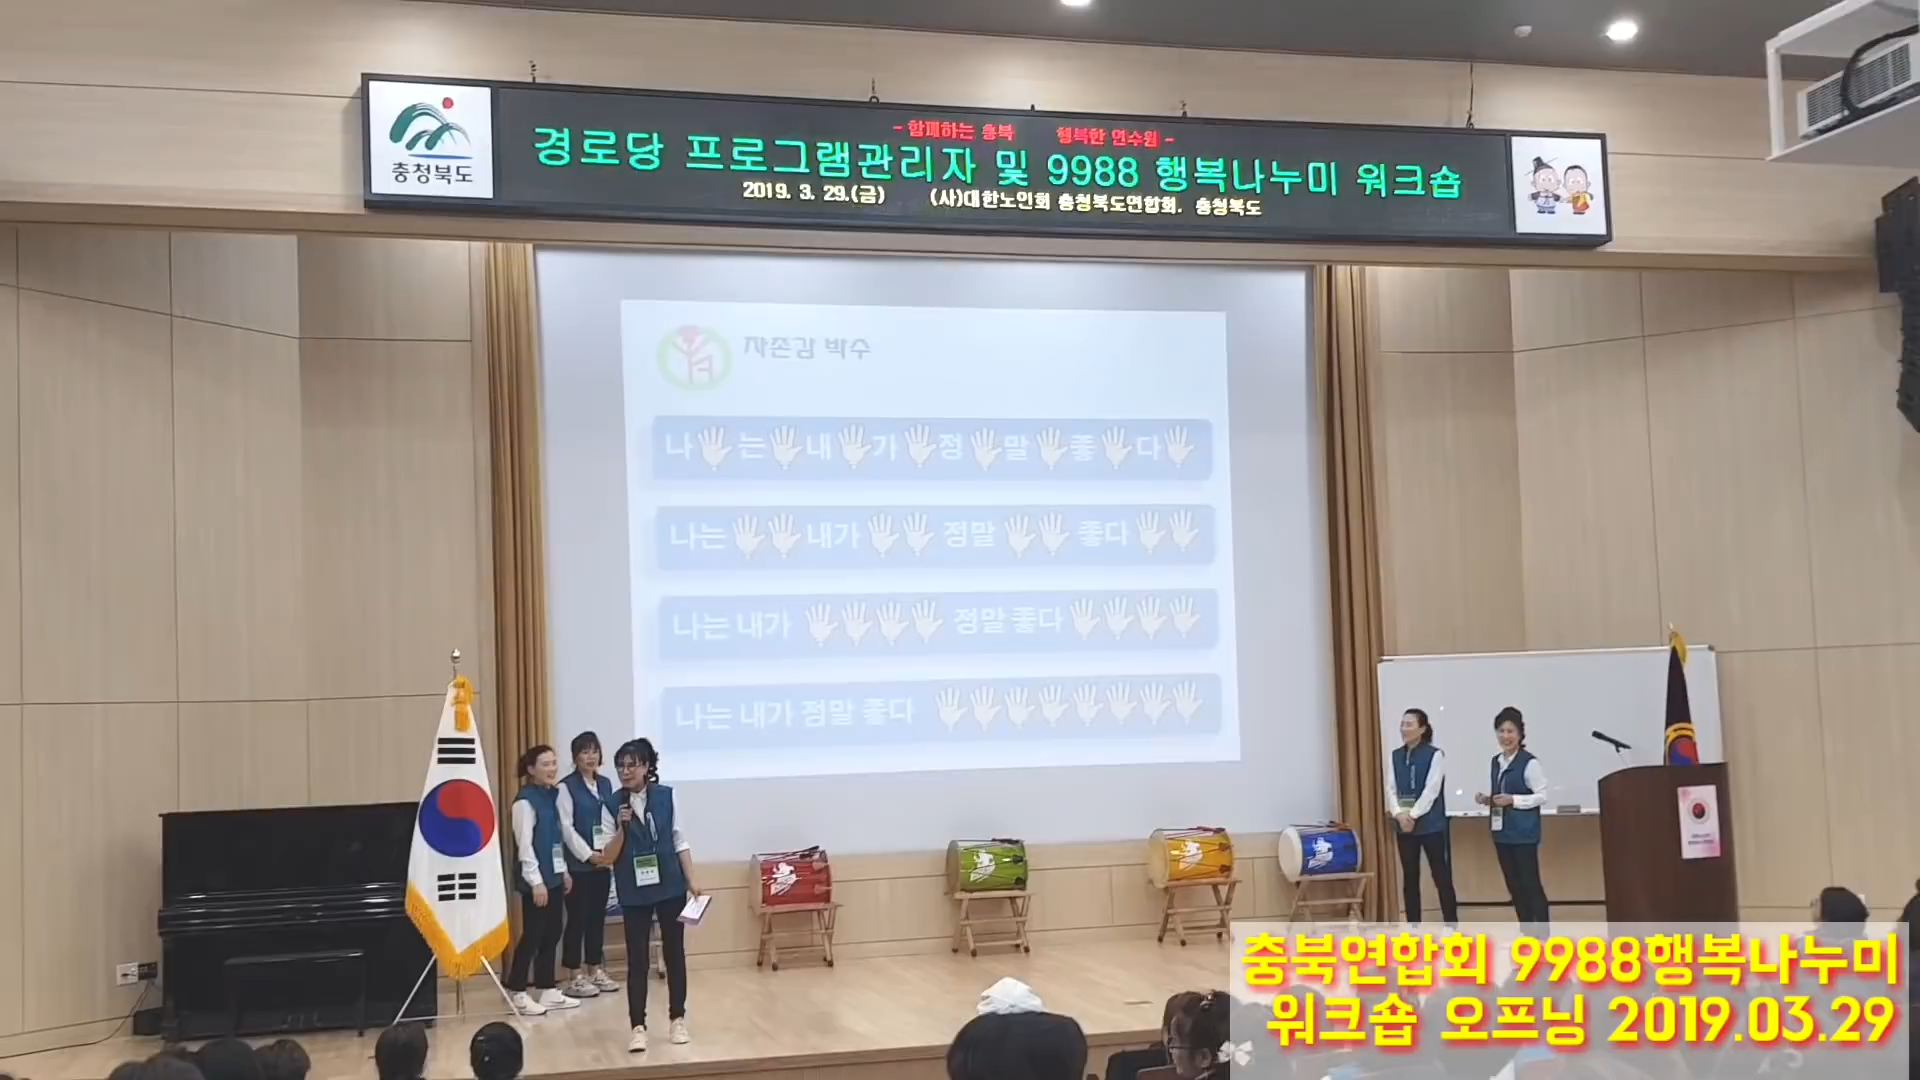 - 함께하는 충북 행복한 연수원 -
충청북도
경로당 프로그램관리자 및 9988 행복나누미 워크숍
2019. 3. 29.(금) (사)대한노인회 충청북도연합회, 충청북도
자존감 박수
나 는 내 가 정 말 좋 다
나는 내가 정말 좋다
나는 내가 정말 좋다
나는 내가 정말 좋다
충북연합회 9988행복나누미
워크숍 오프닝 2019.03.29